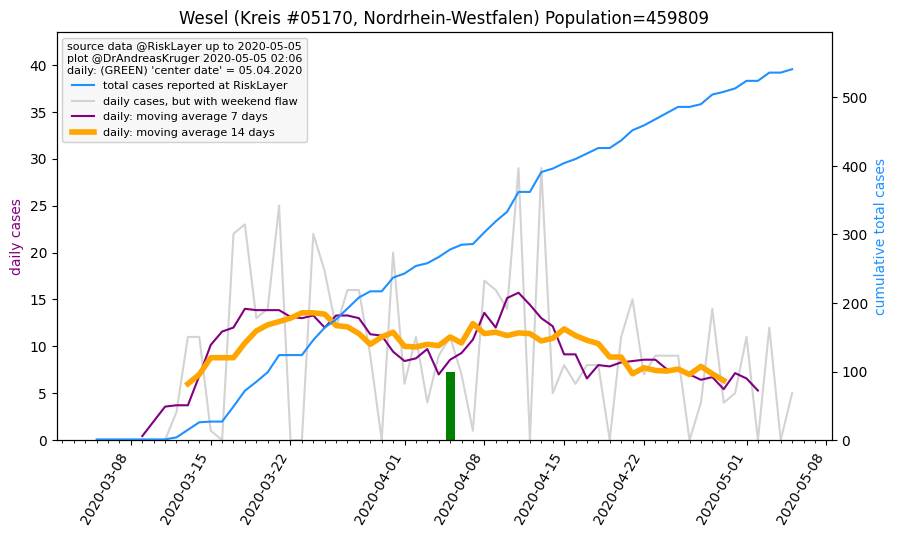 Wesel (Kreis #05170, Nordrhein-Westfalen) Population=459809
source data @RiskLayer up to 2020-05-05
plot @DrAndreasKruger 2020-05-05 02:06
daily: (GREEN) 'center date' = 05.04.2020
total cases reported at RiskLayer
daily cases, but with weekend flaw
daily: moving average 7 days
daily: moving average 14 days
daily cases
40
35
30
25
20
15
10
5
0
cumulative total cases
500
400
300
200
100
0
2020-03-08
2020-03-15
2020-03-22
2020-04-01
2020-04-08
2020-04-15
2020-04-22
2020-05-01
2020-05-08